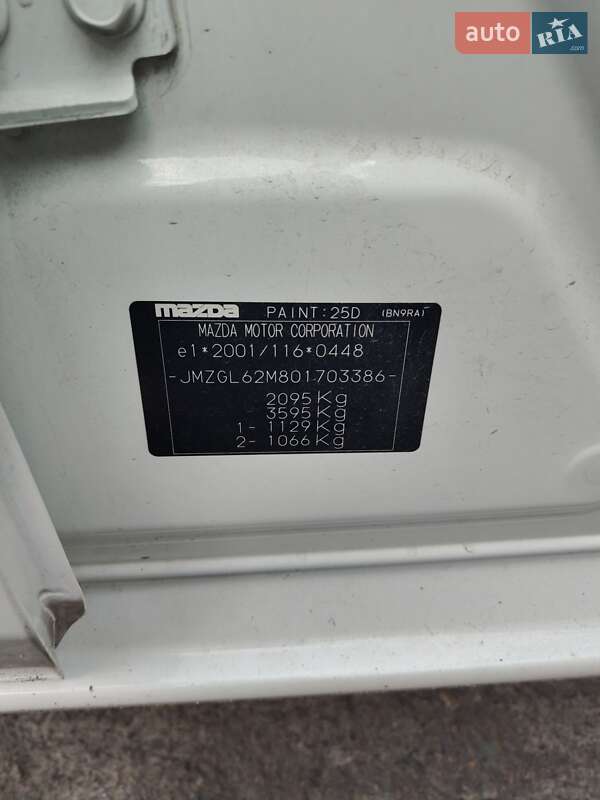 auto RIA .com
mazda PAINT:25D (BN9RA)
MAZDA MOTOR CORPORATION
e1*2001/116*0448
-JMZGL62M801703386-
2095Kg
3595Kg
1- 1129Kg
2- 1066Kg